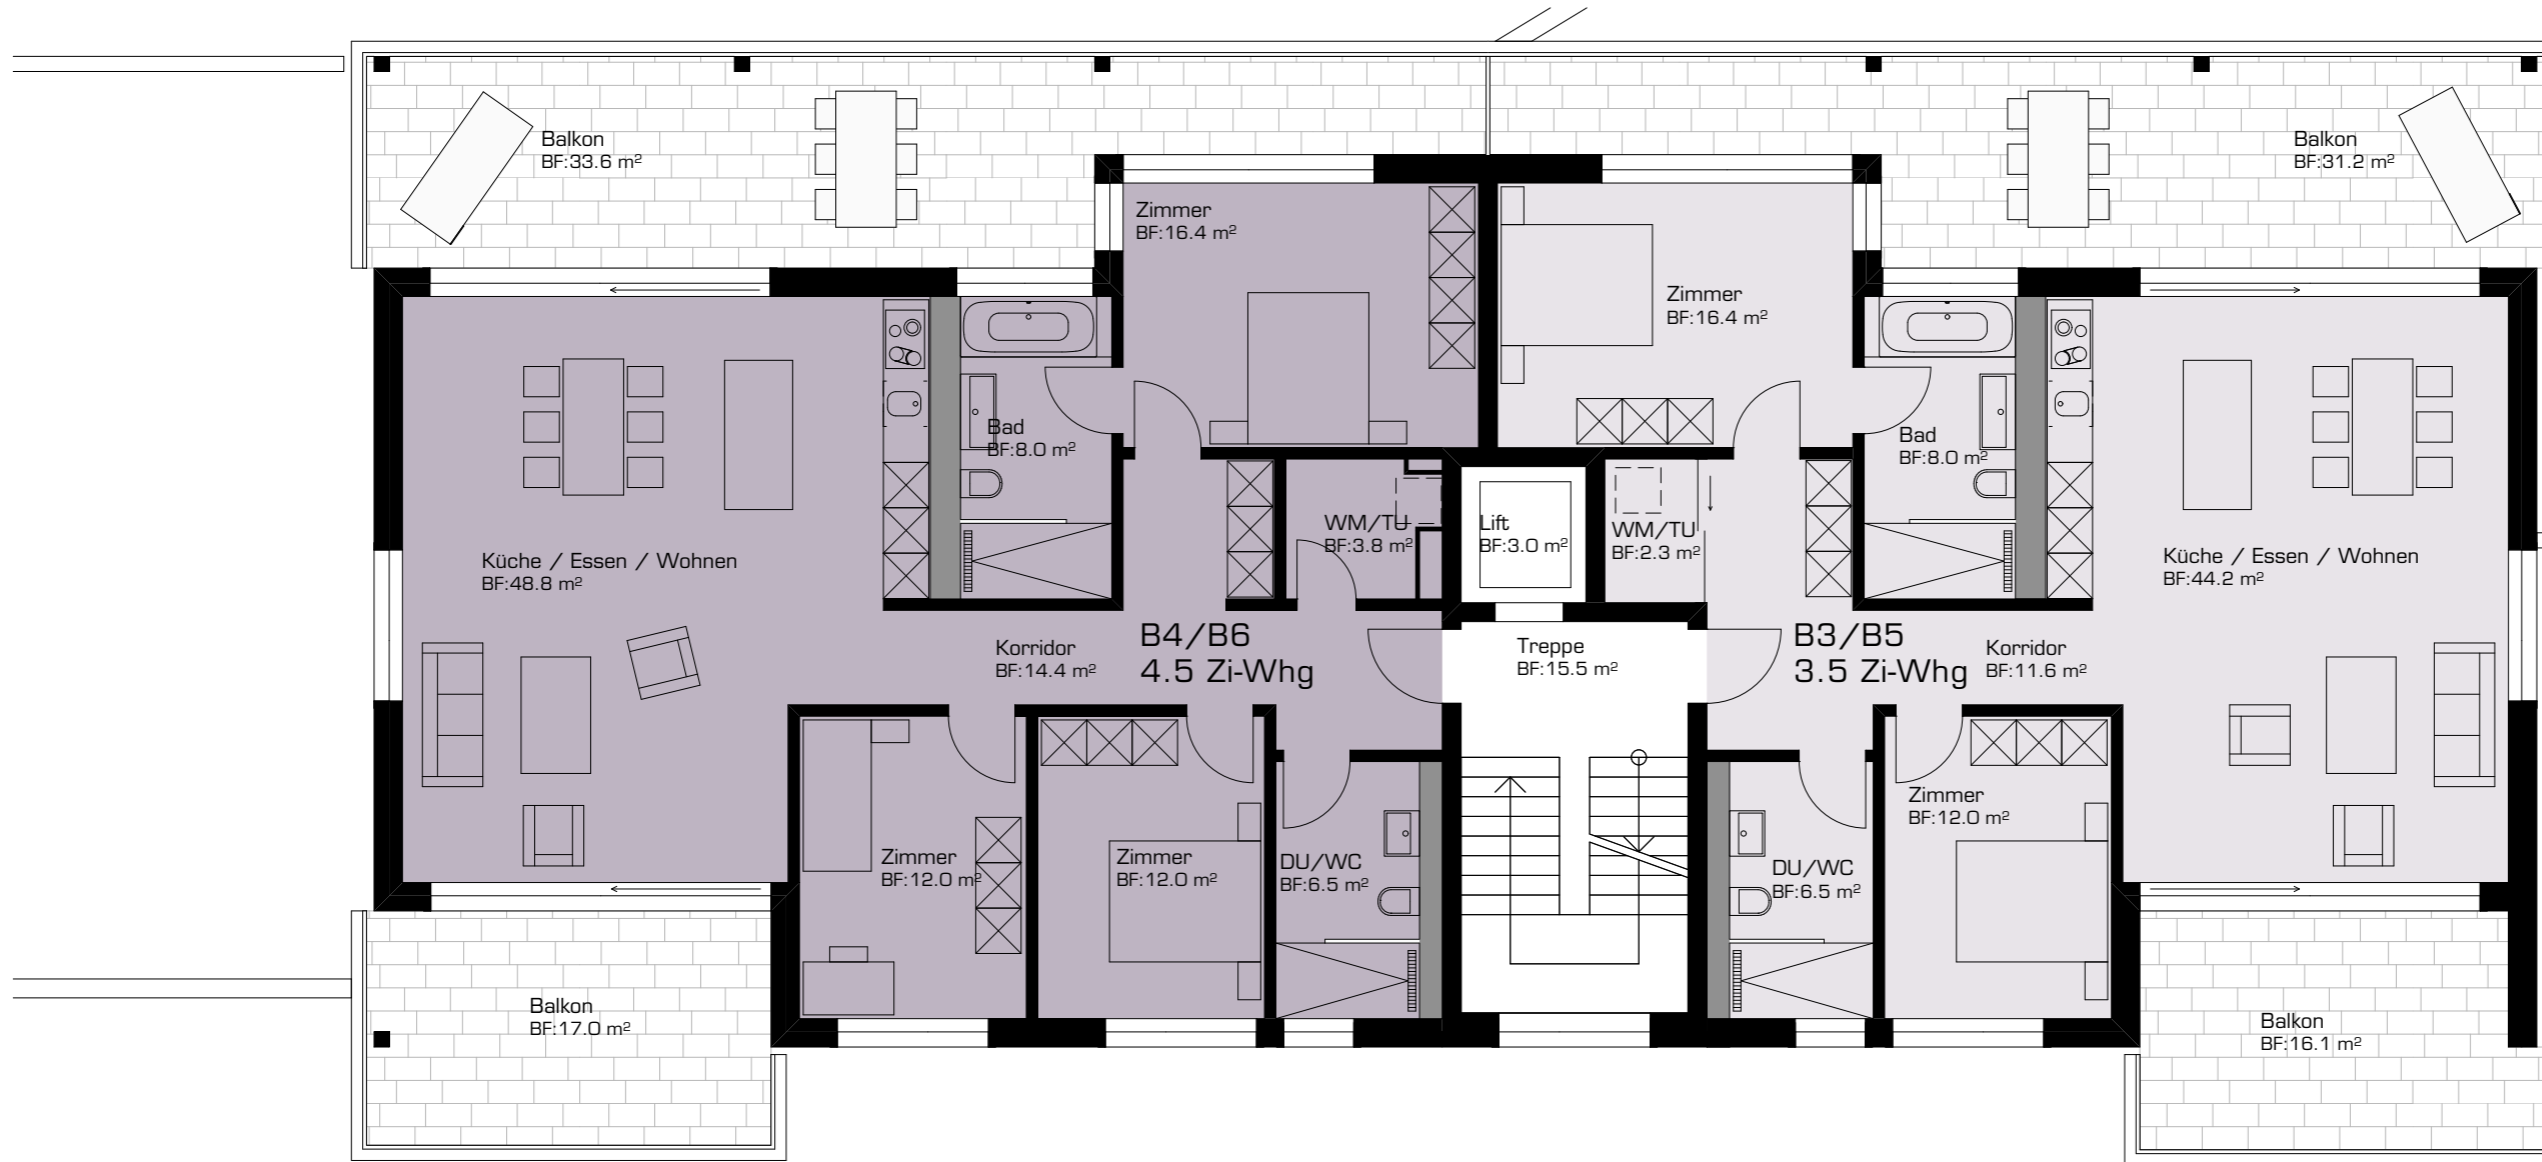 Balkon
BF:33.6 m²
Balkon
BF:31.2 m²
Zimmer
BF:16.4 m²
Zimmer
BF:16.4 m²
Bad
BF:8.0 m²
Bad
BF:8.0 m²
Küche / Essen / Wohnen
BF:48.8 m²
WM/TU
BF:3.8 m²
Lift
BF:3.0 m²
WM/TU
BF:2.3 m²
Küche / Essen / Wohnen
BF:44.2 m²
Korridor
BF:14.4 m²
B4/B6
4.5 Zi-Whg
Treppe
BF:15.5 m²
B3/B5
3.5 Zi-Whg
Korridor
BF:11.6 m²
Zimmer
BF:12.0 m²
Zimmer
BF:12.0 m²
DU/WC
BF:6.5 m²
DU/WC
BF:6.5 m²
Zimmer
BF:12.0 m²
Balkon
BF:17.0 m²
Balkon
BF:16.1 m²